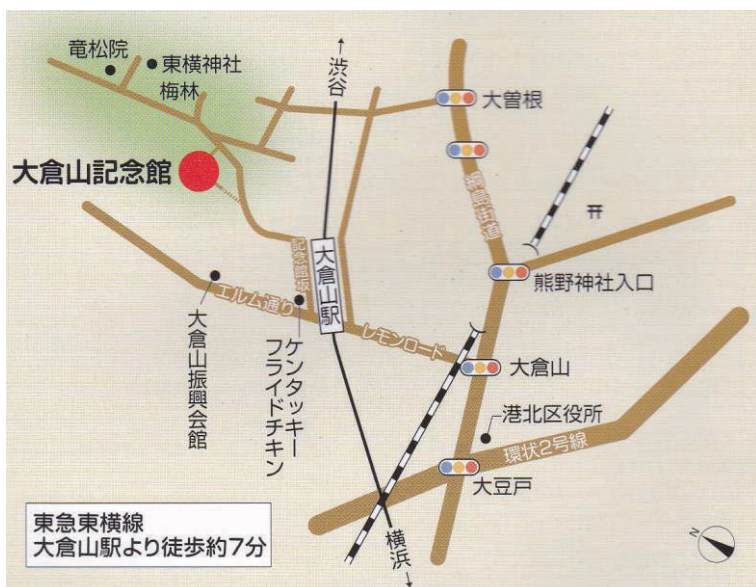 竜松院
東横神社
梅林
↑
渋谷
大曽根
大倉山記念館
綱島街道
熊野神社入口
記念館坂
大倉山駅
エルム通り
レモンロード
大倉山振興会館
ケンタッキー
フライドチキン
大倉山
港北区役所
環状2号線
大豆戸
東急東横線
大倉山駅より徒歩約7分
横浜
↓
N